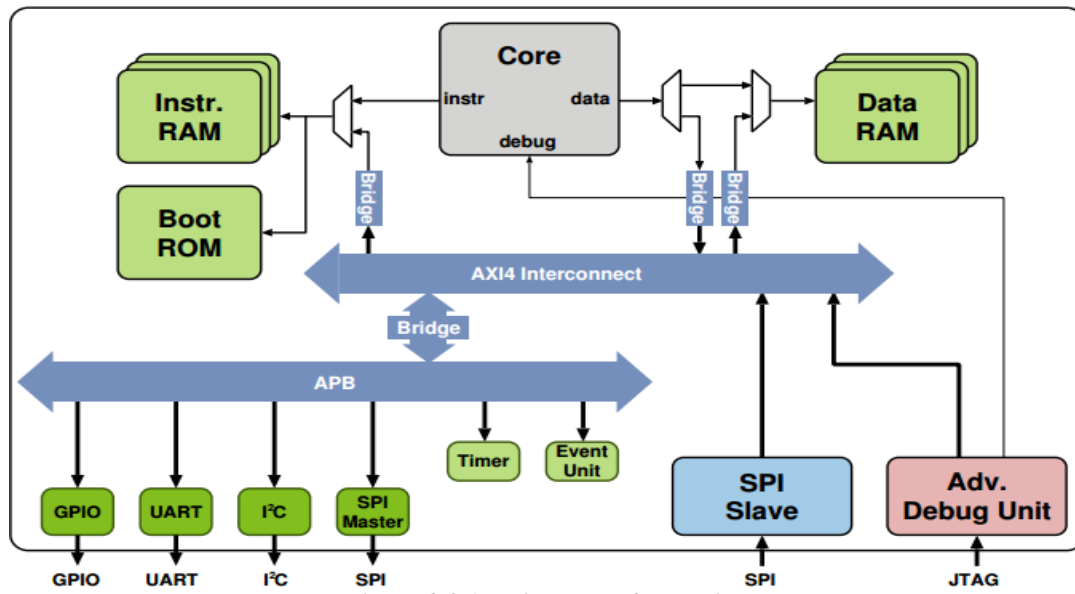 Core
instr
data
debug
Instr.
RAM
Data
RAM
Boot
ROM
Bridge
Bridge
Bridge
AXI4 Interconnect
Bridge
APB
Timer
Event
Unit
GPIO
UART
I²C
SPI
Master
SPI
Slave
Adv.
Debug Unit
GPIO
UART
I²C
SPI
SPI
JTAG